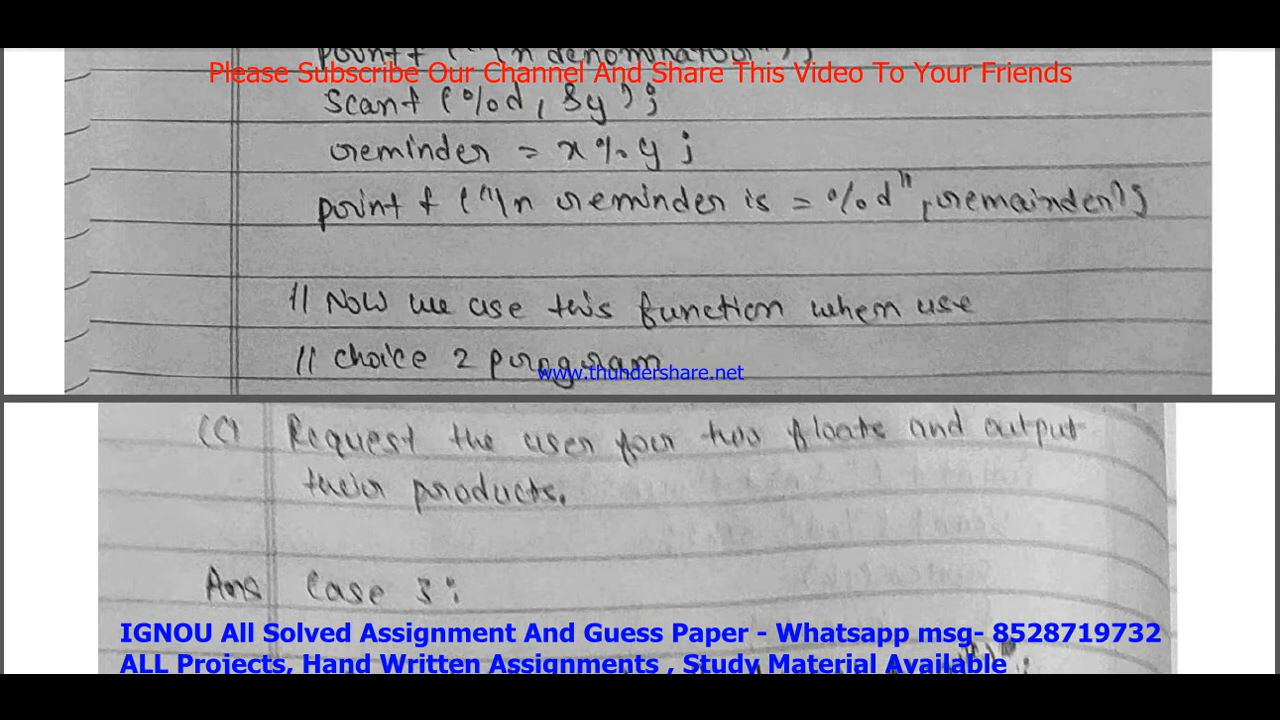 printf ("\n denominator");
Please Subscribe Our Channel And Share This Video To Your Friends
Scanf (%d, &y);
reminder = x % y ;
printf ("\n reminder is = %d", remainder);
// Now we use this function when use
// choice 2 program
www.thundershare.net
(C) Request the user for two floats and output
their products.
Ans Case 3:
IGNOU All Solved Assignment And Guess Paper - Whatsapp msg- 8528719732
ALL Projects, Hand Written Assignments , Study Material Available